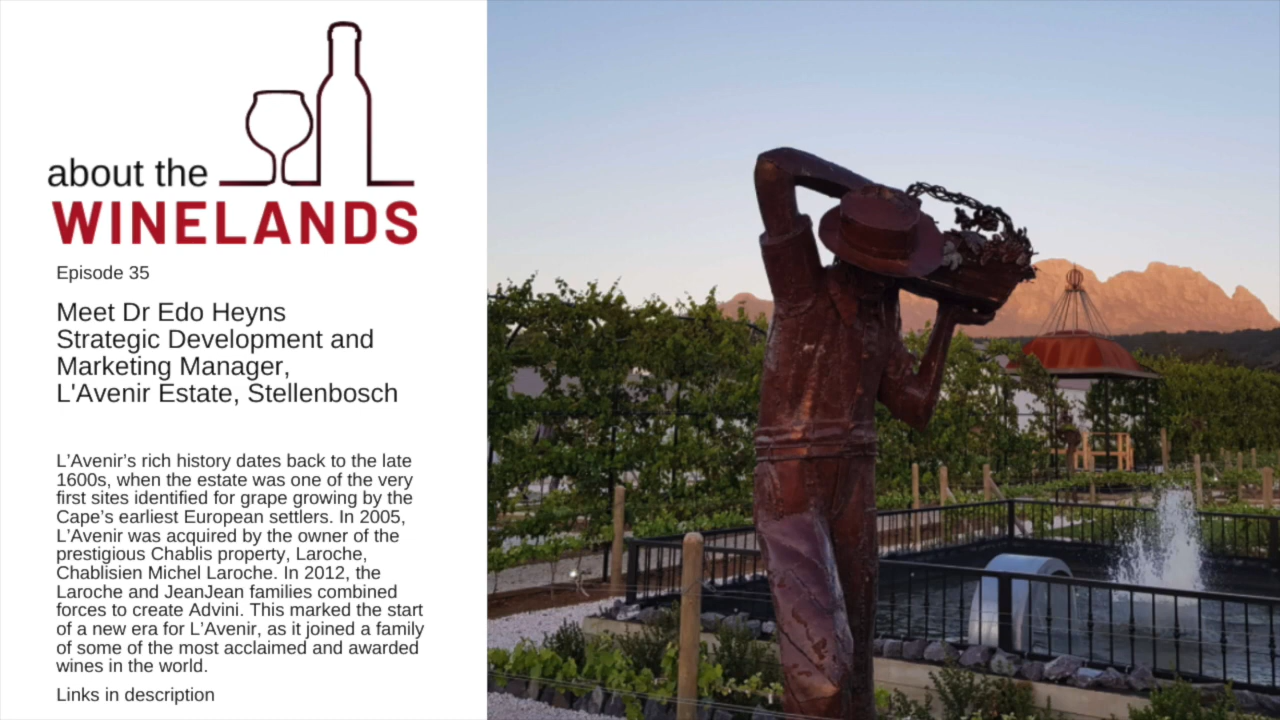 about the
WINELANDS
Episode 35
Meet Dr Edo Heyns
Strategic Development and
Marketing Manager,
L'Avenir Estate, Stellenbosch
L’Avenir’s rich history dates back to the late
1600s, when the estate was one of the very
first sites identified for grape growing by the
Cape’s earliest European settlers. In 2005,
L’Avenir was acquired by the owner of the
prestigious Chablis property, Laroche,
Chablisien Michel Laroche. In 2012, the
Laroche and JeanJean families combined
forces to create Advini. This marked the start
of a new era for L’Avenir, as it joined a family
of some of the most acclaimed and awarded
wines in the world.
Links in description